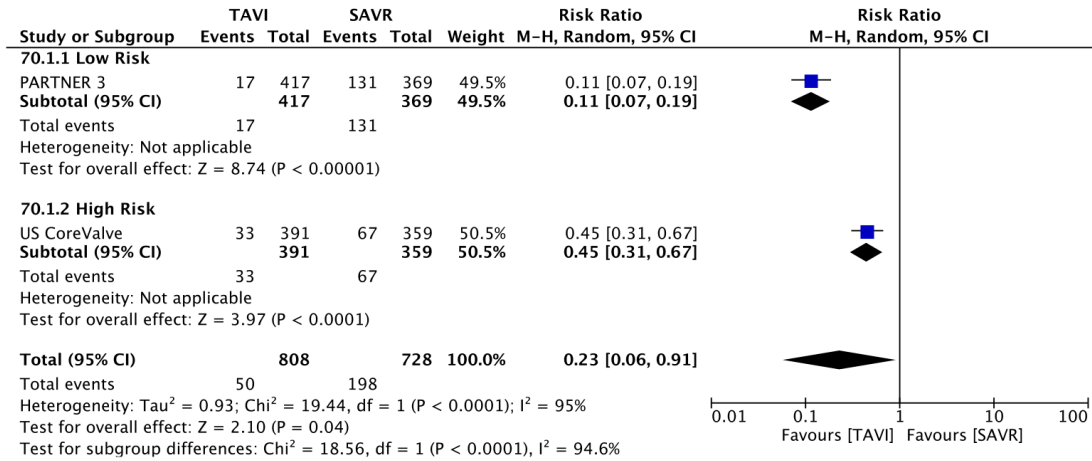 TAVI SAVR Risk Ratio Risk Ratio
Study or Subgroup Events Total Events Total Weight M-H, Random, 95% CI M-H, Random, 95% CI
70.1.1 Low Risk
PARTNER 3 17 417 131 369 49.5% 0.11 [0.07, 0.19]
Subtotal (95% CI) 417 369 49.5% 0.11 [0.07, 0.19]
Total events 17 131
Heterogeneity: Not applicable
Test for overall effect: Z = 8.74 (P < 0.00001)
70.1.2 High Risk
US CoreValve 33 391 67 359 50.5% 0.45 [0.31, 0.67]
Subtotal (95% CI) 391 359 50.5% 0.45 [0.31, 0.67]
Total events 33 67
Heterogeneity: Not applicable
Test for overall effect: Z = 3.97 (P < 0.0001)
Total (95% CI) 808 728 100.0% 0.23 [0.06, 0.91]
Total events 50 198
Heterogeneity: Tau² = 0.93; Chi² = 19.44, df = 1 (P < 0.0001); I² = 95%
Test for overall effect: Z = 2.10 (P = 0.04)
Test for subgroup differences: Chi² = 18.56, df = 1 (P < 0.0001), I² = 94.6%
0.01 0.1 1 10 100
Favours [TAVI] Favours [SAVR]